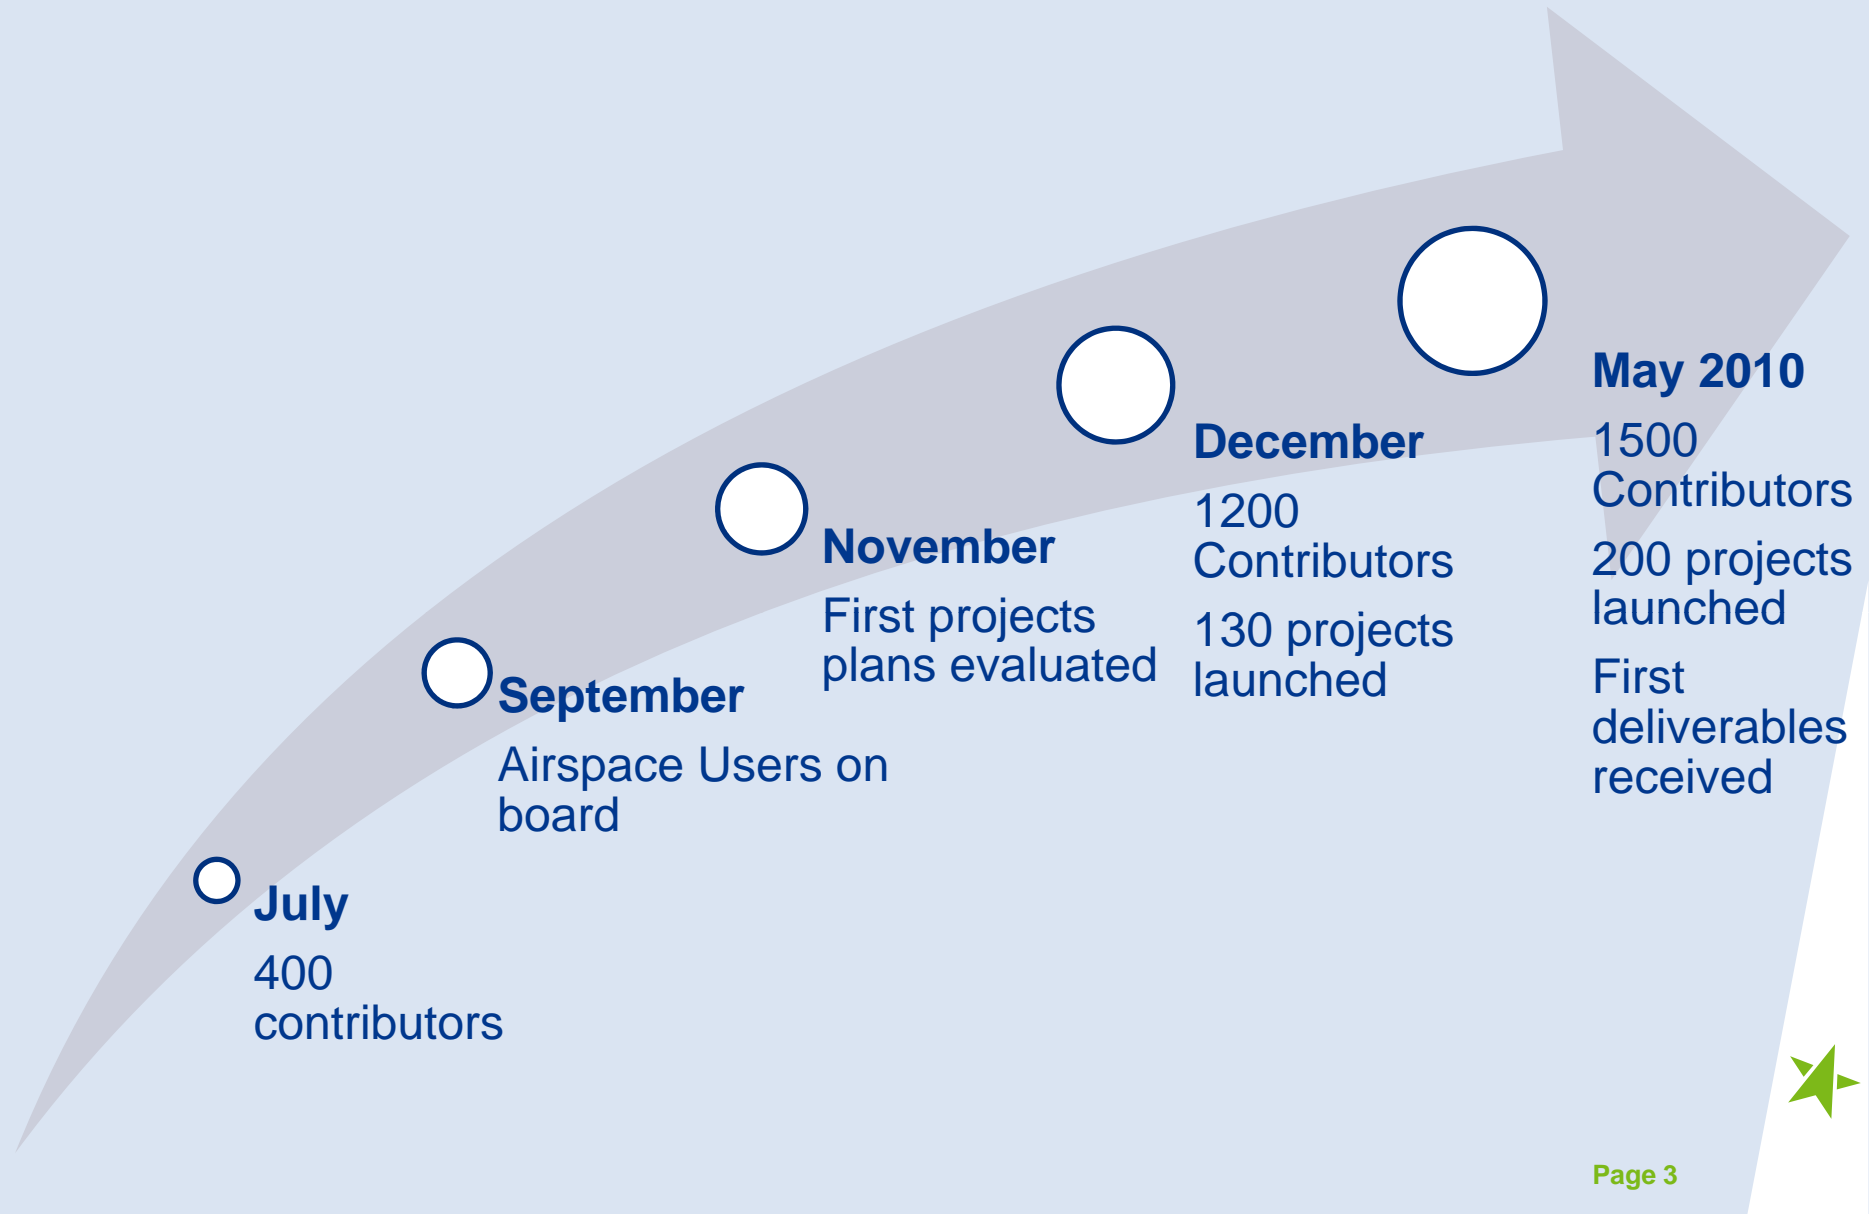 July
400
contributors
September
Airspace Users on
board
November
First projects
plans evaluated
December
1200
Contributors
130 projects
launched
May 2010
1500
Contributors
200 projects
launched
First
deliverables
received
Page 3